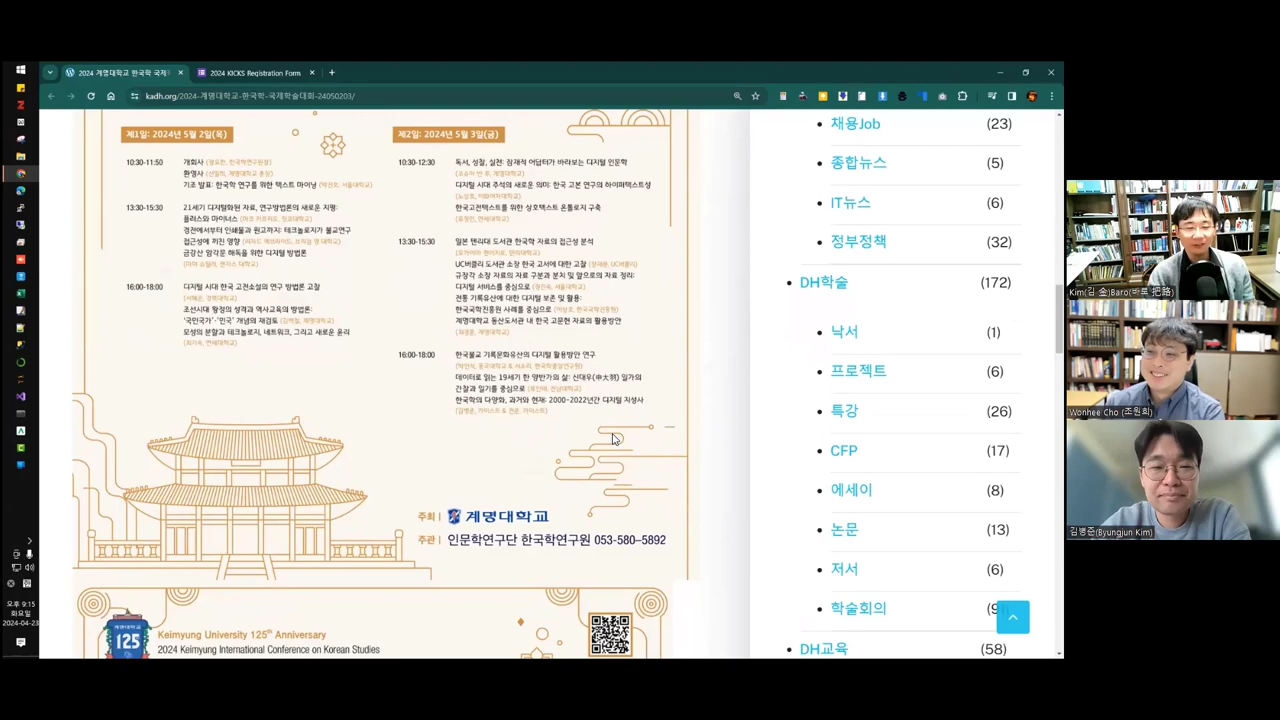 2024 계명대학교 한국학 국제
2024 KICKS Registration Form
kadh.org/2024-계명대학교-한국학-국제학술대회-24050203/
제1일: 2024년 5월 2일(목)
10:30-11:50
개회사
환영사
기조 발표: 한국학 연구를 위한 텍스트 마이닝
13:30-15:30
21세기 디지털화된 자료, 연구방법론의 새로운 지평:
플러스와 마이너스
경전에서부터 인쇄물과 원고까지: 테크놀로지가 불교연구
접근성에 끼친 영향
금강산 암각문 해독을 위한 디지털 방법론
16:00-18:00
디지털 시대 한국 고전소설의 연구 방법론 고찰
조선시대 왕정의 성격과 역사교육의 방법론:
'국민국가'·'민국' 개념의 재검토
모성의 분할과 테크놀로지, 네트워크, 그리고 새로운 윤리
제2일: 2024년 5월 3일(금)
10:30-12:30
독서, 성찰, 실천: 잠재적 여담터가 바라보는 디지털 인문학
디지털 시대 주석의 새로운 의미: 한국 고본 연구의 하이퍼텍스트성
한국고전텍스트를 위한 상호텍스트 온톨로지 구축
13:30-15:30
일본 텐리대 도서관 한국학 자료의 접근성 분석
UC버클리 도서관 소장 한국 고서에 대한 고찰
규장각 소장 자료의 자료 구분과 분치 및 앞으로의 자료 정리:
디지털 서비스를 중심으로
전통 기록유산에 대한 디지털 보존 및 활용:
한국국학진흥원 사례를 중심으로
계명대학교 동산도서관 내 한국 고문헌 자료의 활용방안
16:00-18:00
한국불교 기록문화유산의 디지털 활용방안 연구
데이터로 읽는 19세기 한 양반가의 삶: 신대우(申大羽) 일가의
간찰과 일기를 중심으로
한국학의 다양화, 과거와 현재: 2000-2022년간 디지털 지성사
주최 | 계명대학교
주관 | 인문학연구단 한국학연구원 053-580-5892
계명대학교
125
Keimyung University 125th Anniversary
2024 Keimyung International Conference on Korean Studies
채용Job (23)
종합뉴스 (5)
IT뉴스 (6)
정부정책 (32)
DH학술 (172)
낙서 (1)
프로젝트 (6)
특강 (26)
CFP (17)
에세이 (8)
논문 (13)
저서 (6)
학술회의
DH교육 (58)
오후 9:15
화요일
2024-04-23
Kim(김 金)Baro(바로 把路)
Wonhee Cho (조원희)
김병준(Byungjun Kim)